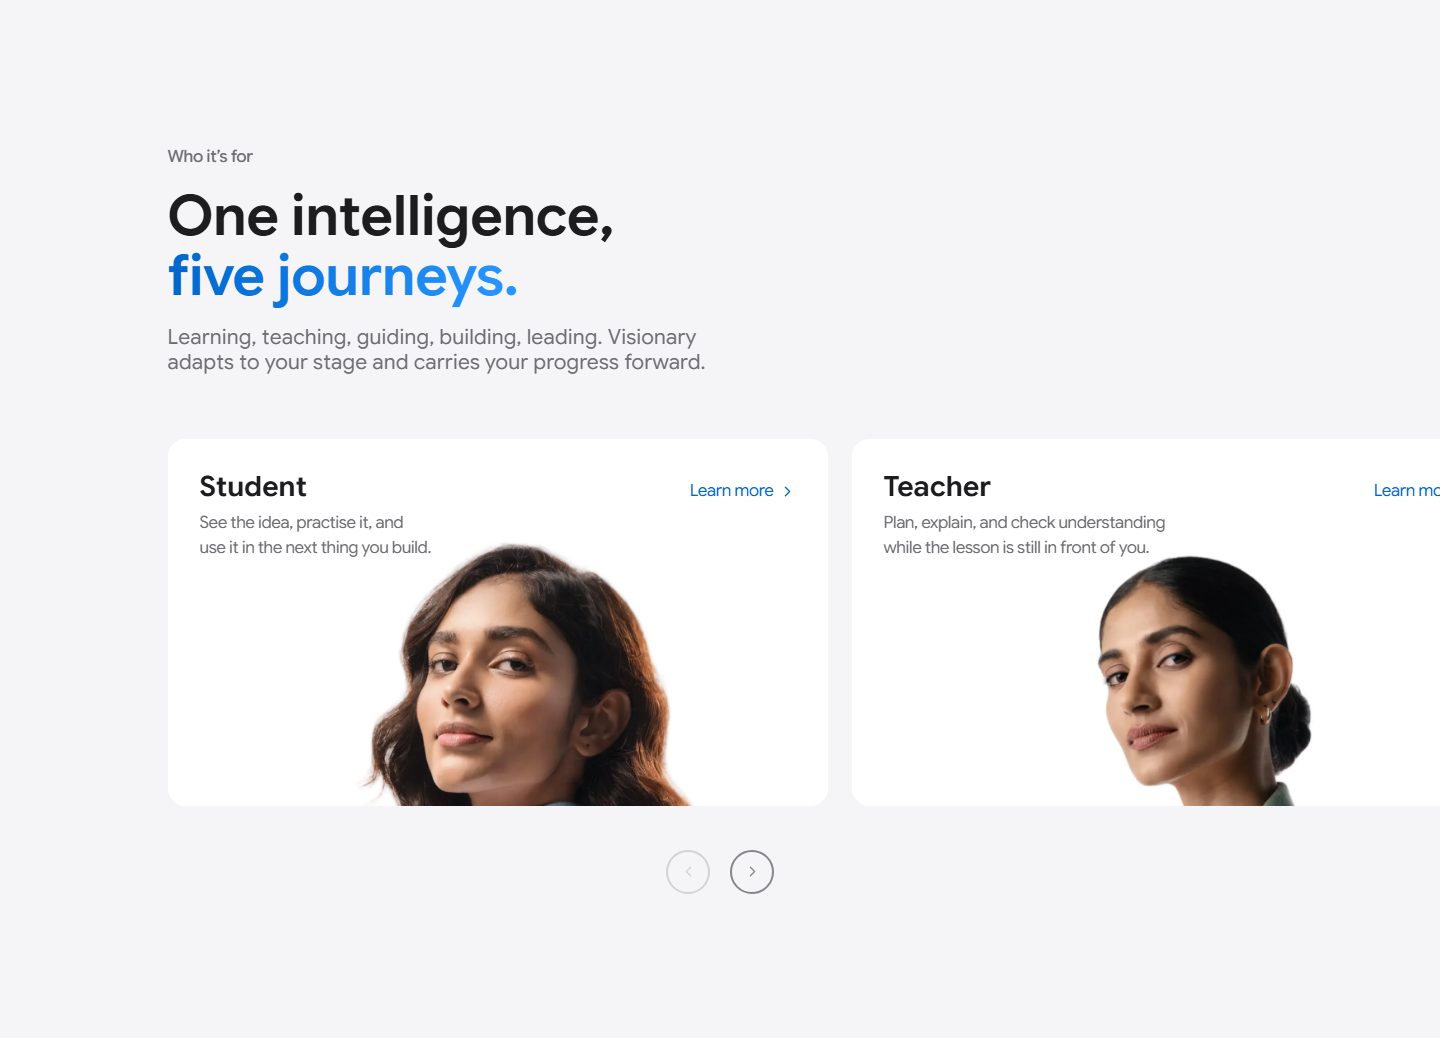 Who it’s for
One intelligence,
five journeys.
Learning, teaching, guiding, building, leading. Visionary
adapts to your stage and carries your progress forward.
Student
Learn more
See the idea, practise it, and
use it in the next thing you build.
Teacher
Learn mo
Plan, explain, and check understanding
while the lesson is still in front of you.